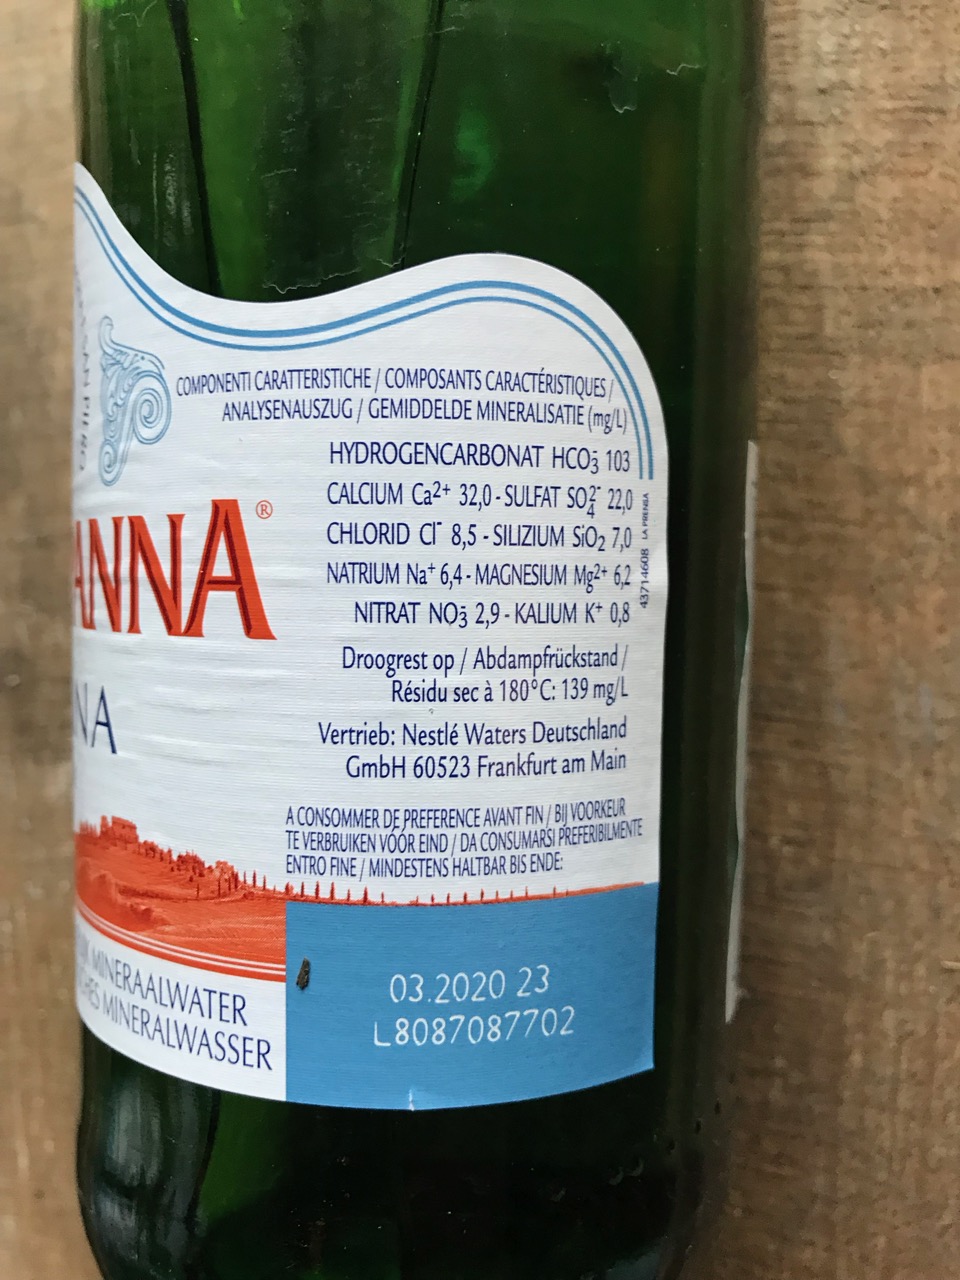 COMPONENTI CARATTERISTICHE / COMPOSANTS CARACTÉRISTIQUES /
ANALYSENAUSZUG / GEMIDDELDE MINERALISATIE (mg/L)
HYDROGENCARBONAT HCO₃⁻ 103
CALCIUM Ca²⁺ 32,0 - SULFAT SO₄²⁻ 22,0
CHLORID Cl⁻ 8,5 - SILIZIUM SiO₂ 7,0
NATRIUM Na⁺ 6,4 - MAGNESIUM Mg²⁺ 6,2
NITRAT NO₃⁻ 2,9 - KALIUM K⁺ 0,8
Droogrest op / Abdampfrückstand /
Résidu sec à 180°C: 139 mg/L
Vertrieb: Nestlé Waters Deutschland
GmbH 60523 Frankfurt am Main
A CONSOMMER DE PREFERENCE AVANT FIN / BIJ VOORKEUR
TE VERBRUIKEN VÓÓR EIND / DA CONSUMARSI PREFERIBILMENTE
ENTRO FINE / MINDESTENS HALTBAR BIS ENDE:
03.2020 23
L8087087702
43714608 LA PRENSA
ANNA®
NA
MINERAALWATER
MINERALWASSER